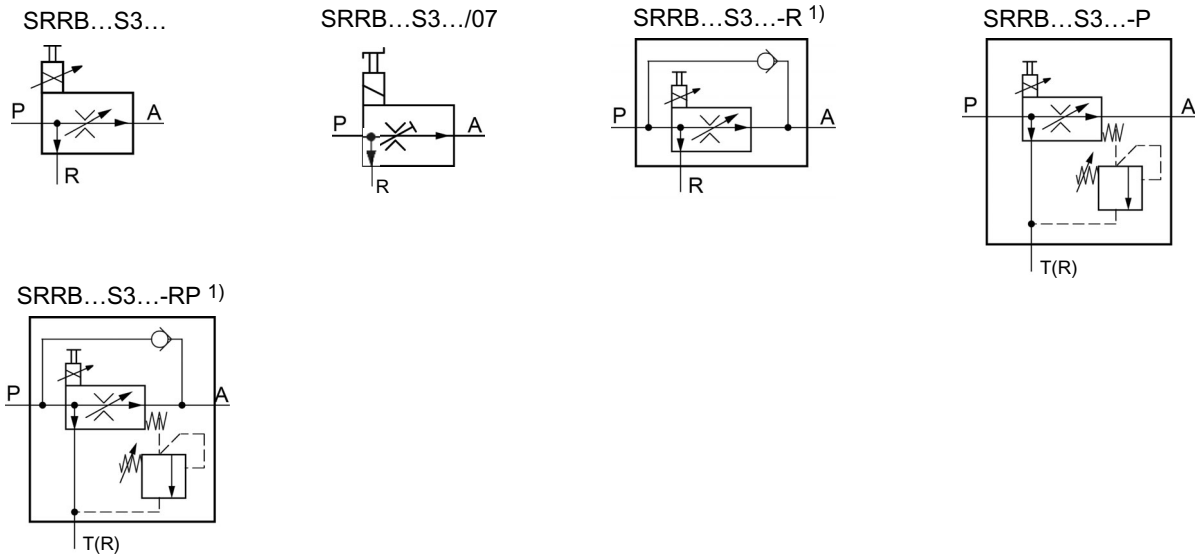 SRRB…S3…
P
A
R
SRRB…S3…/07
P
A
R
SRRB…S3…-R 1)
P
A
R
SRRB…S3…-P
P
A
T(R)
SRRB…S3…-RP 1)
P
A
T(R)